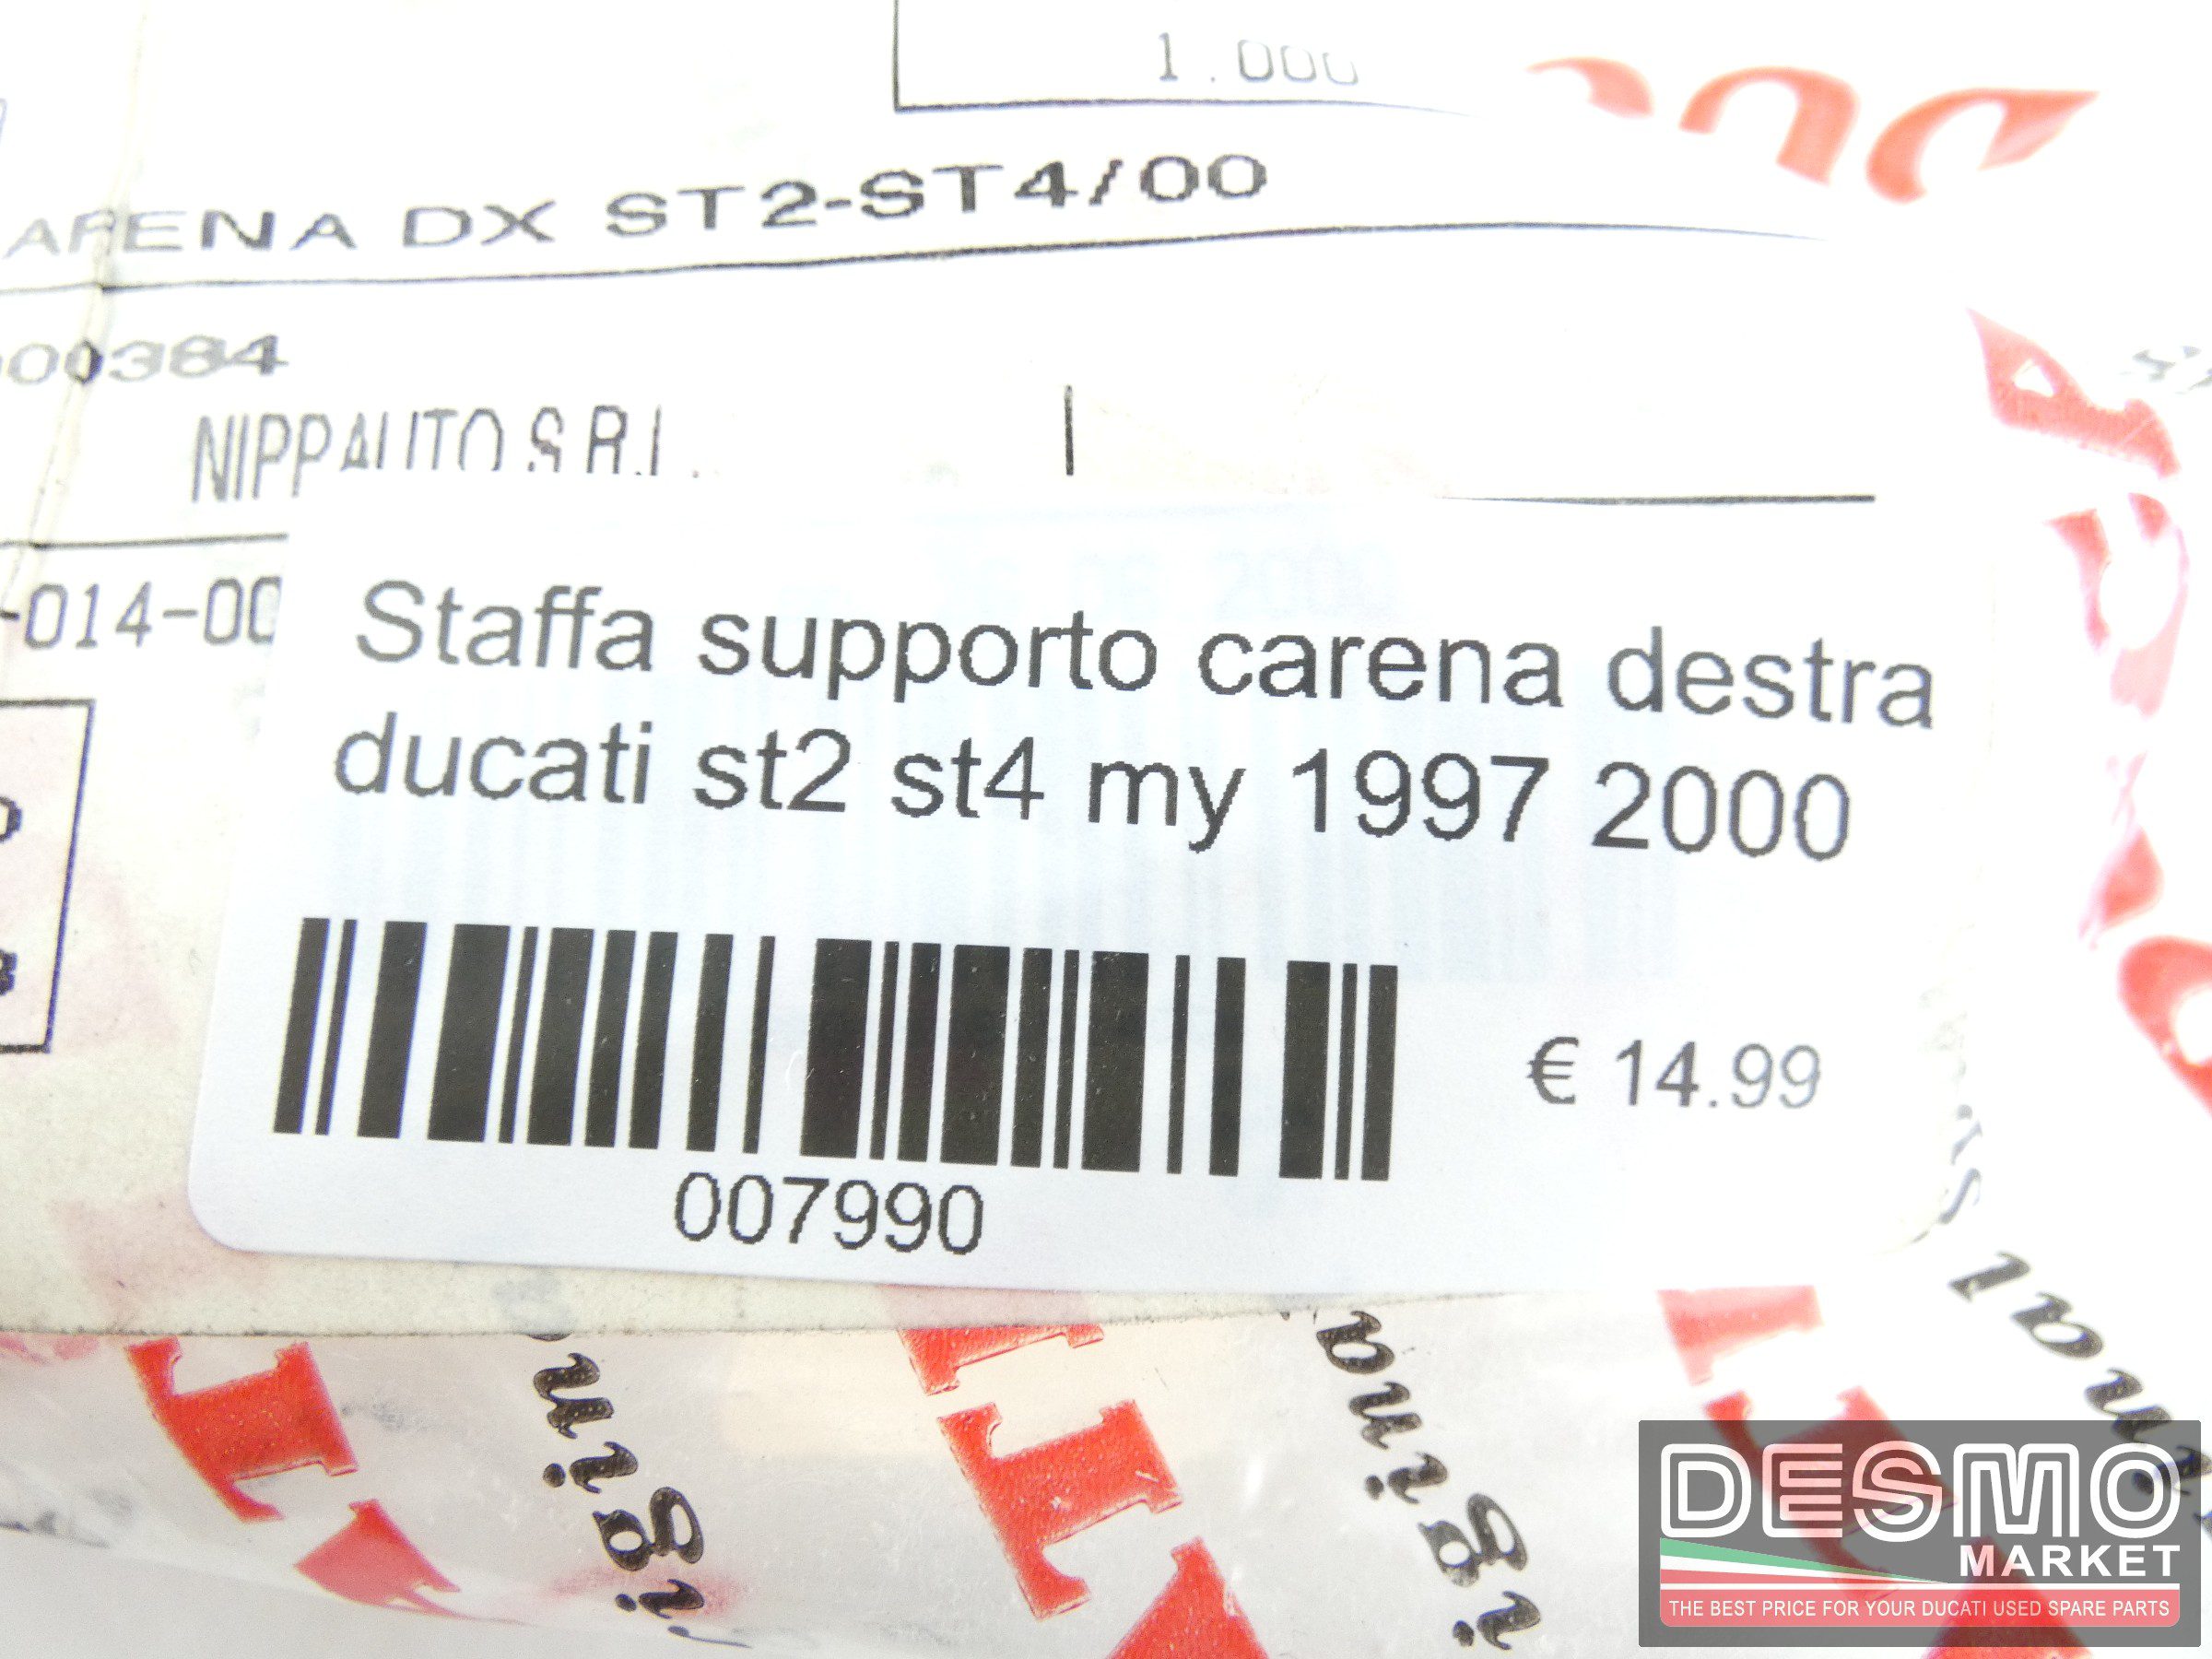 1.000
ARENA DX ST2-ST4/00
000384
NIPPAUTO S.R.L.
-014-00
Staffa supporto carena destra
ducati st2 st4 my 1997 2000
€ 14.99
007990
DESMO
MARKET
THE BEST PRICE FOR YOUR DUCATI USED SPARE PARTS